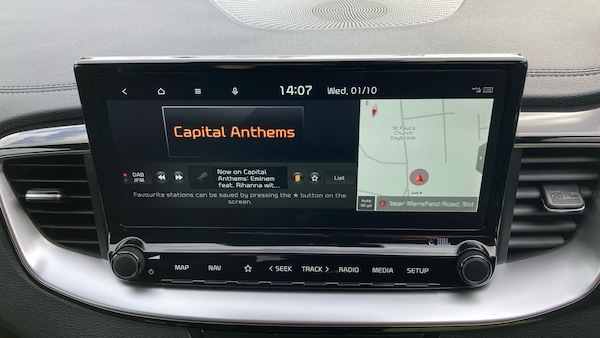 14:07 Wed, 01/10
Capital Anthems
DAB
/FM
Now on Capital
Anthems: Eminem
feat. Rihanna wit...
List
Favourite stations can be saved by pressing the ★ button on the
screen.
St Paul's
Church
Daybrook
Auto
50 yd
Near Mansfield Road: Not
JBL
MAP NAV SEEK TRACK RADIO MEDIA SETUP